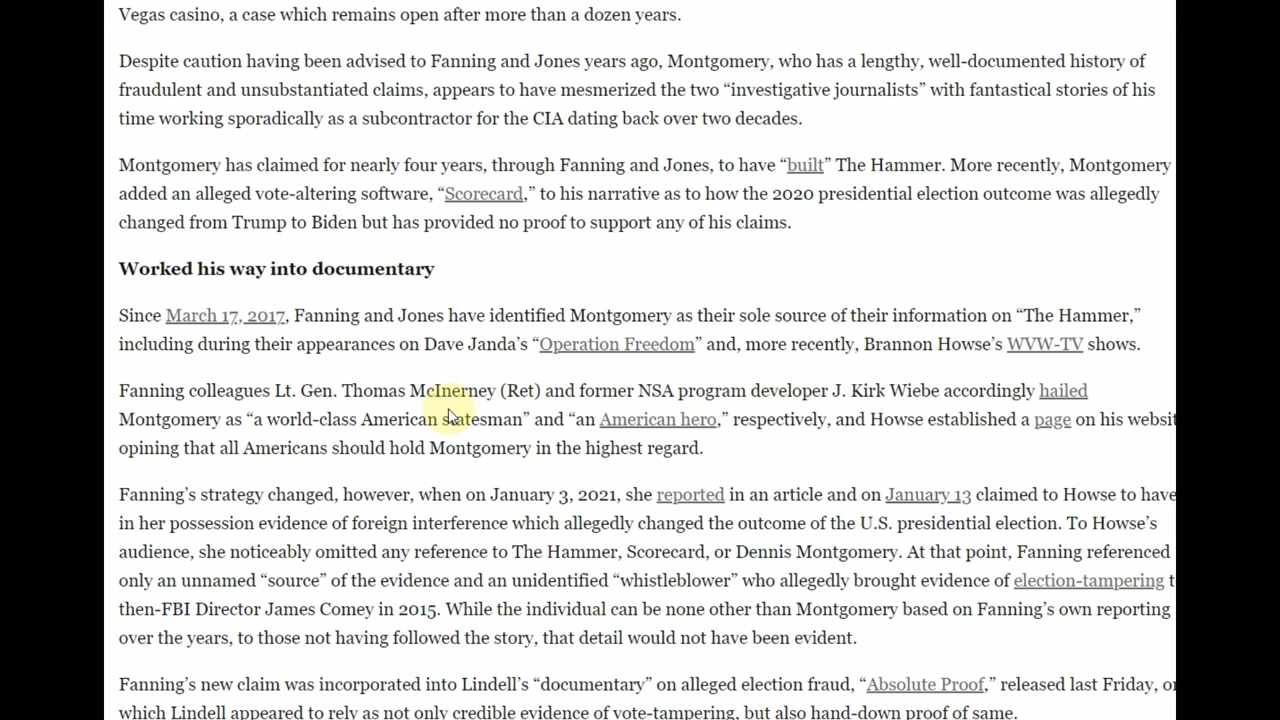 Vegas casino, a case which remains open after more than a dozen years.
Despite caution having been advised to Fanning and Jones years ago, Montgomery, who has a lengthy, well-documented history of
fraudulent and unsubstantiated claims, appears to have mesmerized the two “investigative journalists” with fantastical stories of his
time working sporadically as a subcontractor for the CIA dating back over two decades.
Montgomery has claimed for nearly four years, through Fanning and Jones, to have “built” The Hammer. More recently, Montgomery
added an alleged vote-altering software, “Scorecard,” to his narrative as to how the 2020 presidential election outcome was allegedly
changed from Trump to Biden but has provided no proof to support any of his claims.
Worked his way into documentary
Since March 17, 2017, Fanning and Jones have identified Montgomery as their sole source of their information on “The Hammer,”
including during their appearances on Dave Janda’s “Operation Freedom” and, more recently, Brannon Howse’s WVW-TV shows.
Fanning colleagues Lt. Gen. Thomas McInerney (Ret) and former NSA program developer J. Kirk Wiebe accordingly hailed
Montgomery as “a world-class American statesman” and “an American hero,” respectively, and Howse established a page on his websit
opining that all Americans should hold Montgomery in the highest regard.
Fanning’s strategy changed, however, when on January 3, 2021, she reported in an article and on January 13 claimed to Howse to have
in her possession evidence of foreign interference which allegedly changed the outcome of the U.S. presidential election. To Howse’s
audience, she noticeably omitted any reference to The Hammer, Scorecard, or Dennis Montgomery. At that point, Fanning referenced
only an unnamed “source” of the evidence and an unidentified “whistleblower” who allegedly brought evidence of election-tampering t
then-FBI Director James Comey in 2015. While the individual can be none other than Montgomery based on Fanning’s own reporting
over the years, to those not having followed the story, that detail would not have been evident.
Fanning’s new claim was incorporated into Lindell’s “documentary” on alleged election fraud, “Absolute Proof,” released last Friday, o
which Lindell appeared to rely as not only credible evidence of vote-tampering, but also hand-down proof of same.